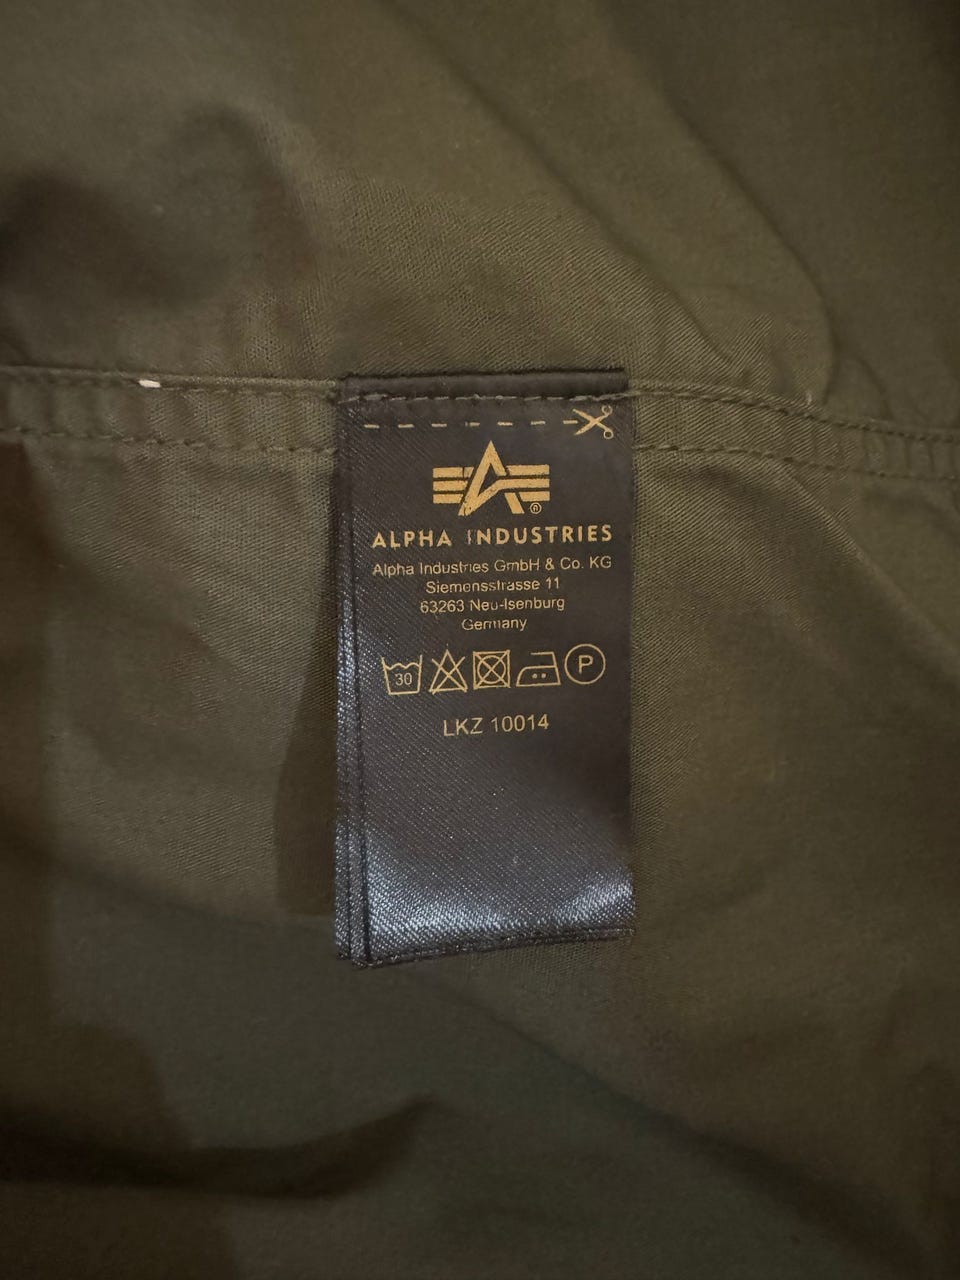 ALPHA INDUSTRIES
Alpha Industries GmbH & Co. KG
Siemensstrasse 11
63263 Neu-Isenburg
Germany
30 P
LKZ 10014